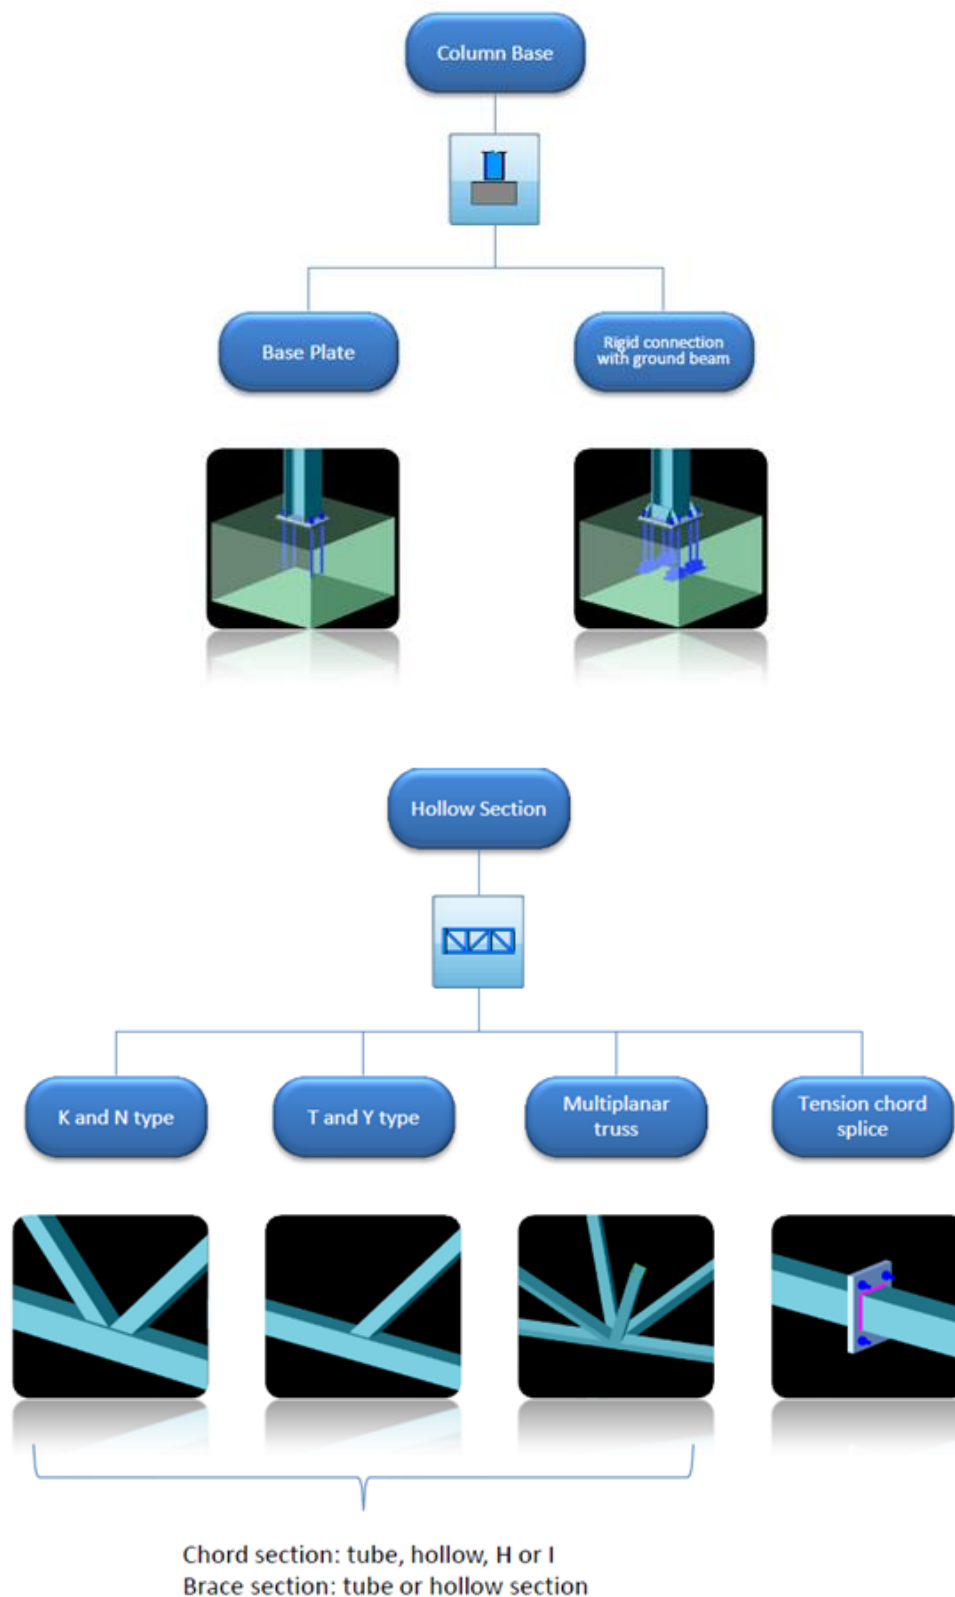 Column Base
Base Plate
Rigid connection
with ground beam
Hollow Section
K and N type
T and Y type
Multiplanar
truss
Tension chord
splice
Chord section: tube, hollow, H or I
Brace section: tube or hollow section